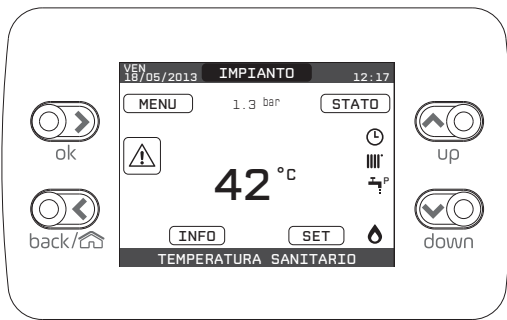 VEN
18/05/2013 IMPIANTO 12:17
MENU 1.3 bar STATO
ok
up
P
42 °C
back/
down
INFO SET
TEMPERATURA SANITARIO